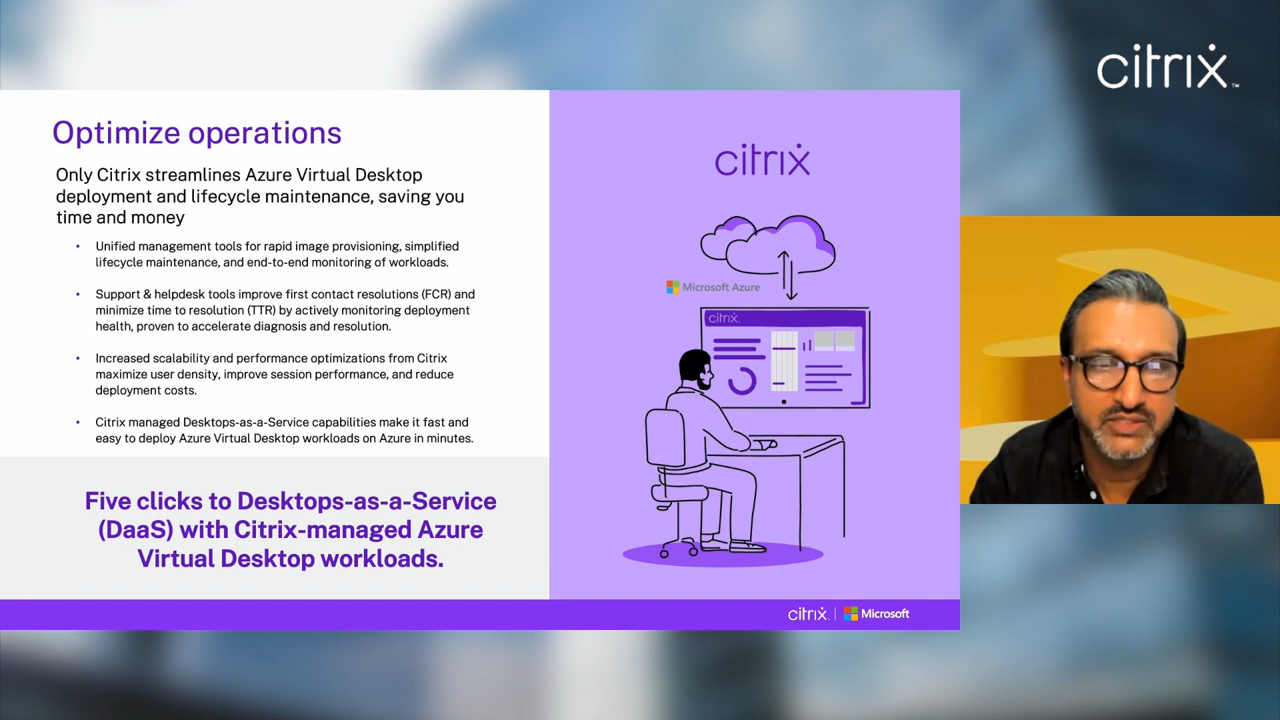 citrix™
Optimize operations
Only Citrix streamlines Azure Virtual Desktop
deployment and lifecycle maintenance, saving you
time and money
• Unified management tools for rapid image provisioning, simplified
lifecycle maintenance, and end-to-end monitoring of workloads.
• Support & helpdesk tools improve first contact resolutions (FCR) and
minimize time to resolution (TTR) by actively monitoring deployment
health, proven to accelerate diagnosis and resolution.
• Increased scalability and performance optimizations from Citrix
maximize user density, improve session performance, and reduce
deployment costs.
• Citrix managed Desktops-as-a-Service capabilities make it fast and
easy to deploy Azure Virtual Desktop workloads on Azure in minutes.
Five clicks to Desktops-as-a-Service
(DaaS) with Citrix-managed Azure
Virtual Desktop workloads.
citrix
Microsoft Azure
citrix.
citrix. | Microsoft